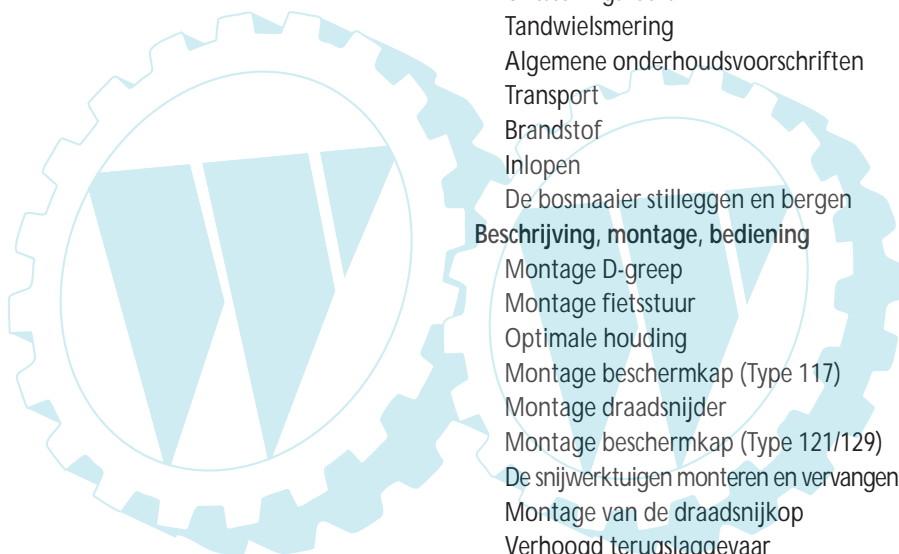 Tandwielsmering
Algemene onderhoudsvoorschriften
Transport
Brandstof
Inlopen
De bosmaaier stilleggen en bergen
Beschrijving, montage, bediening
Montage D-greep
Montage fietsstuur
Optimale houding
Montage beschermkap (Type 117)
Montage draadsnijder
Montage beschermkap (Type 121/129)
De snijwerktuigen monteren en vervangen
Montage van de draadsnijkop
Verhoogd terugslaggevaar